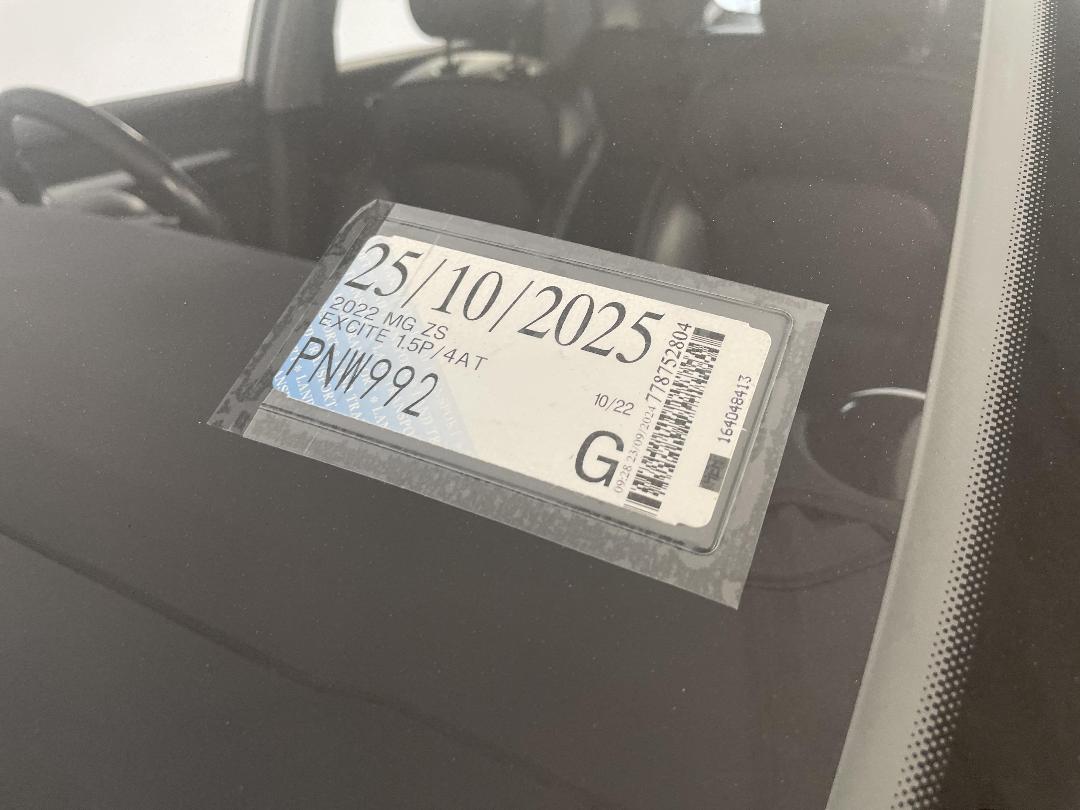 25/10/2025
2022 MG ZS
EXCITE 1.5P/4AT
PNW992
10/22
G
09:28 23/09/2024
778752804
164048413